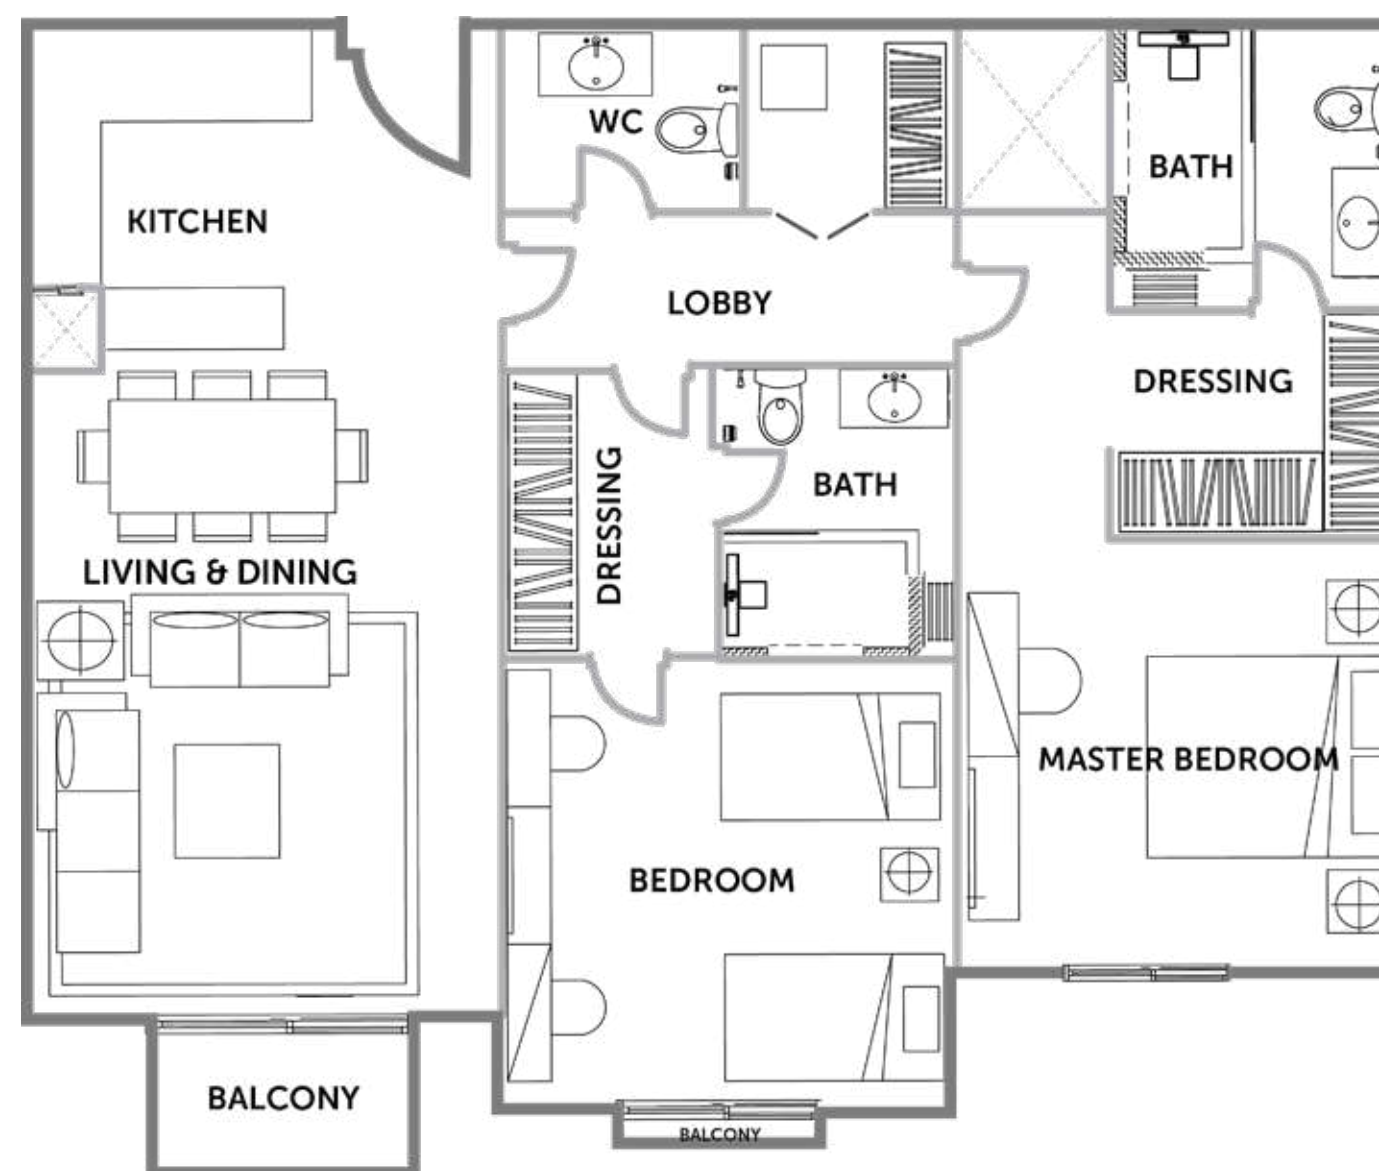 WC
BATH
KITCHEN
LOBBY
DRESSING
DRESSING
BATH
LIVING & DINING
MASTER BEDROOM
BEDROOM
BALCONY
BALCONY